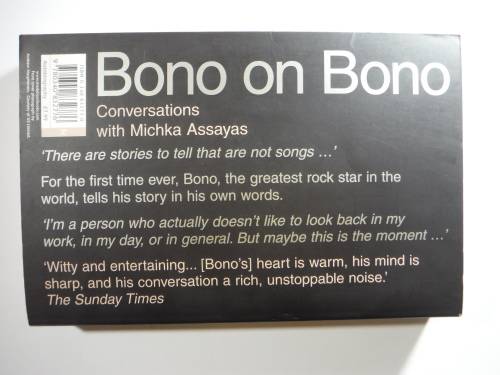 Bono on Bono
Conversations
with Michka Assayas
‘There are stories to tell that are not songs ...’
For the first time ever, Bono, the greatest rock star in the
world, tells his story in his own words.
‘I’m a person who actually doesn’t like to look back in my
work, in my day, or in general. But maybe this is the moment ...’
‘Witty and entertaining... [Bono’s] heart is warm, his mind is
sharp, and his conversation a rich, unstoppable noise.’
The Sunday Times